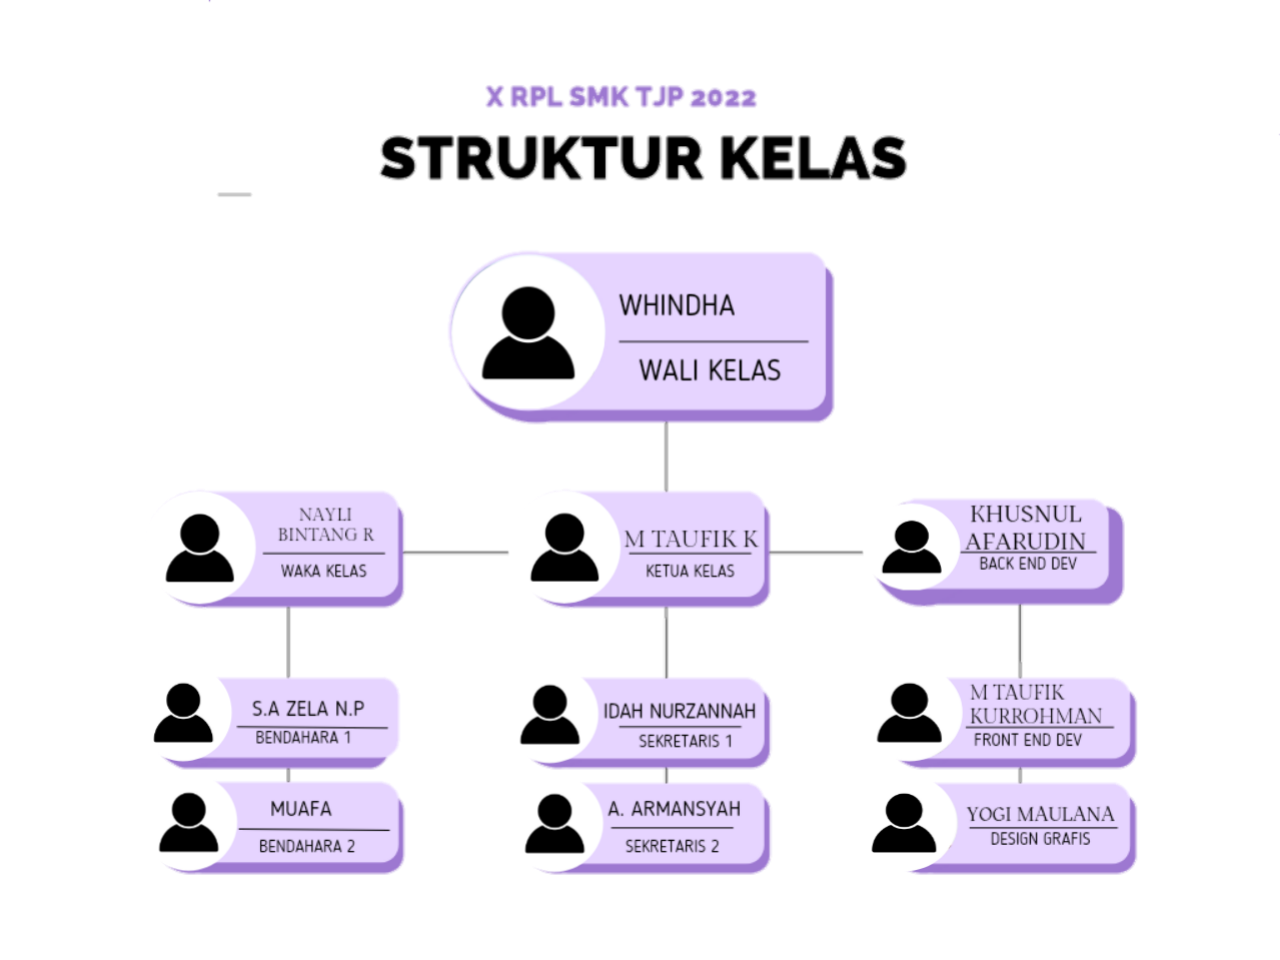 X RPL SMK TJP 2022
STRUKTUR KELAS
WHINDHA
WALI KELAS
NAYLI
BINTANG R
WAKA KELAS
M TAUFIK K
KETUA KELAS
KHUSNUL
AFARUDIN
BACK END DEV
S.A ZELA N.P
BENDAHARA 1
IDAH NURZANNAH
SEKRETARIS 1
M TAUFIK
KURROHMAN
FRONT END DEV
MUAFA
BENDAHARA 2
A. ARMANSYAH
SEKRETARIS 2
YOGI MAULANA
DESIGN GRAFIS